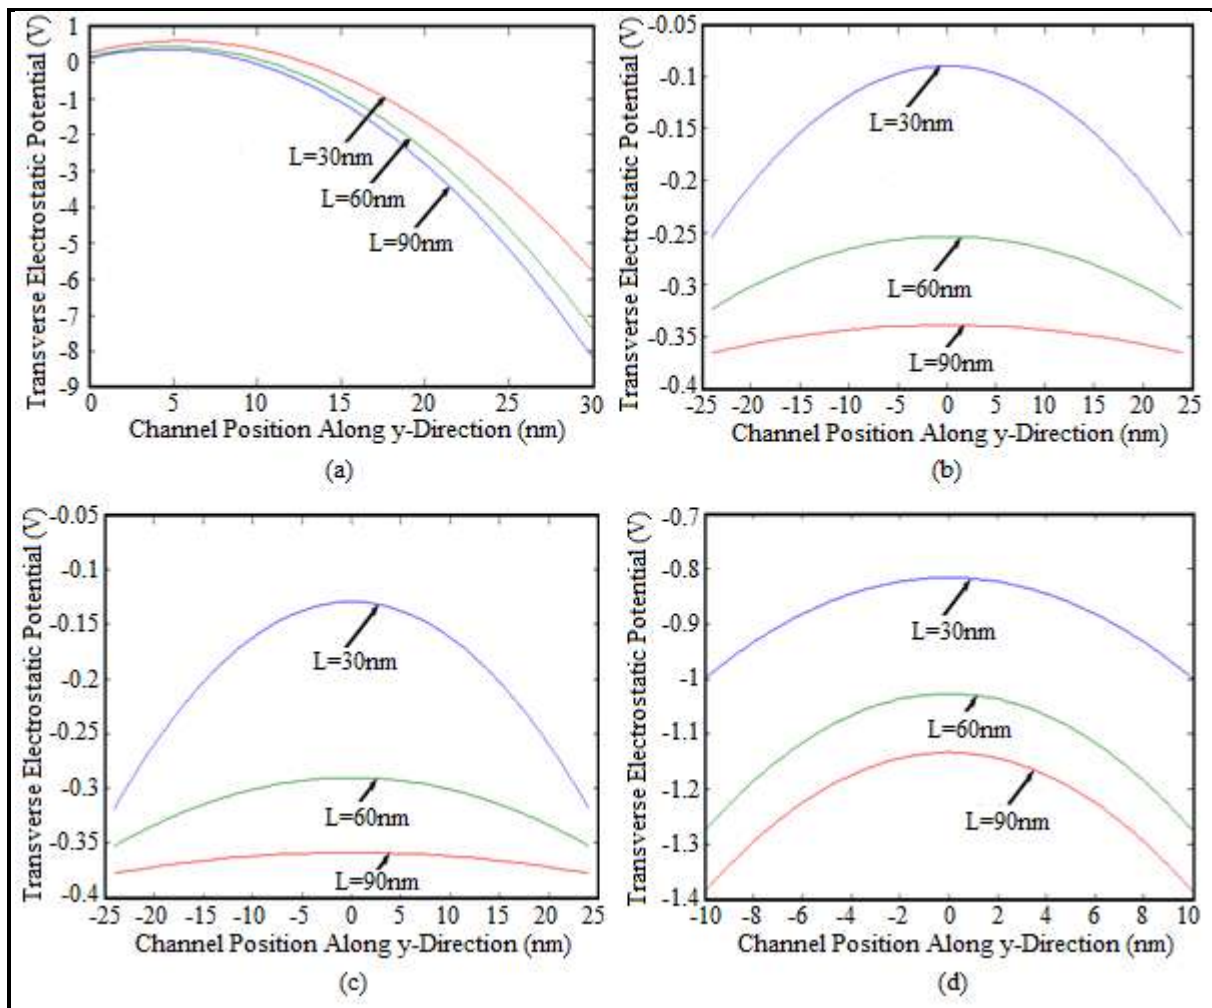 Transverse Electrostatic Potential (V)
1
0
-1
-2
-3
-4
-5
-6
-7
-8
-9
L=30nm
L=60nm
L=90nm
0 5 10 15 20 25 30
Channel Position Along y-Direction (nm)
(a)
Transverse Electrostatic Potential (V)
-0.05
-0.1
-0.15
-0.2
-0.25
-0.3
-0.35
-0.4
L=30nm
L=60nm
L=90nm
-25 -20 -15 -10 -5 0 5 10 15 20 25
Channel Position Along y-Direction (nm)
(b)
Transverse Electrostatic Potential (V)
-0.05
-0.1
-0.15
-0.2
-0.25
-0.3
-0.35
-0.4
L=30nm
L=60nm
L=90nm
-25 -20 -15 -10 -5 0 5 10 15 20 25
Channel Position Along y-Direction (nm)
(c)
Transverse Electrostatic Potential (V)
-0.7
-0.8
-0.9
-1
-1.1
-1.2
-1.3
-1.4
L=30nm
L=60nm
L=90nm
-10 -8 -6 -4 -2 0 2 4 6 8 10
Channel Position Along y-Direction (nm)
(d)